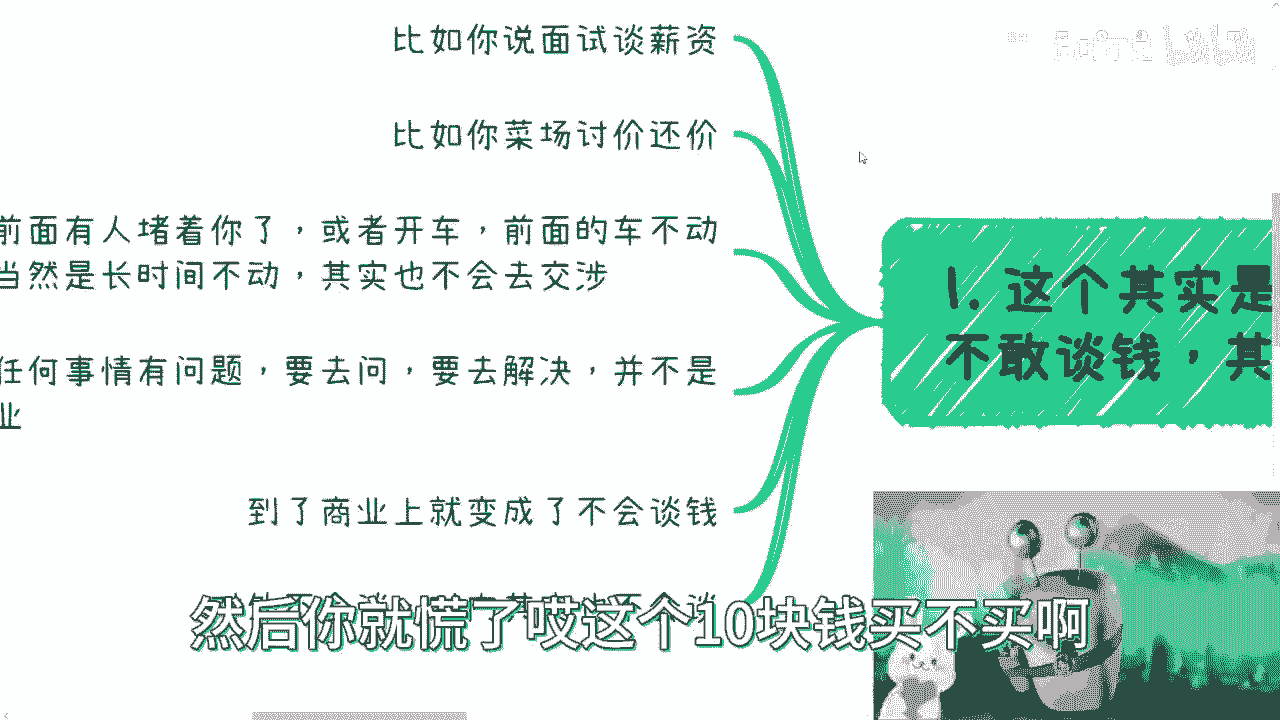 比如你说面试谈薪资
比如你菜场讨价还价
前面有人堵着你了，或者开车，前面的车不动
当然是长时间不动，其实也不会去交涉
任何事情有问题，要去问，要去解决，并不是
业
到了商业上就变成了不会谈钱
1. 这个其实是
不敢谈钱，其
然后你就慌了哎这个10块钱买不买啊